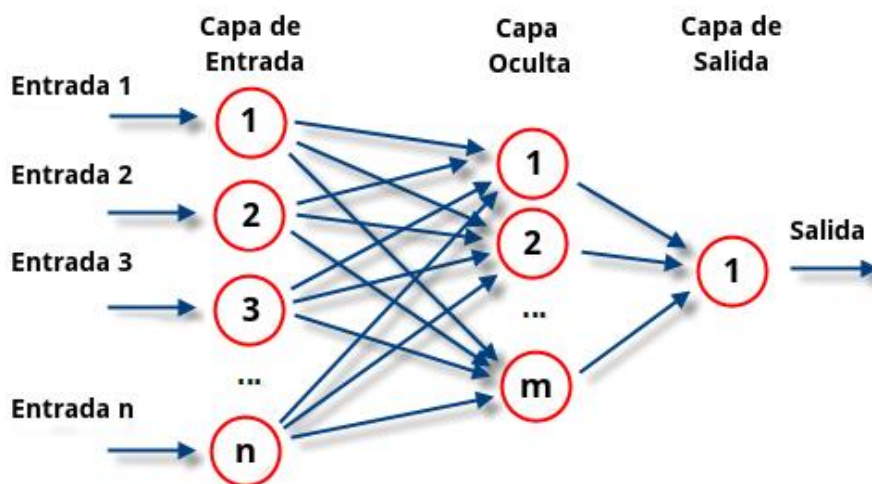 Capa de
Entrada
Capa
Oculta
Capa de
Salida
Entrada 1
1
Entrada 2
2
Entrada 3
3
...
Entrada n
n
1
2
...
m
1
Salida